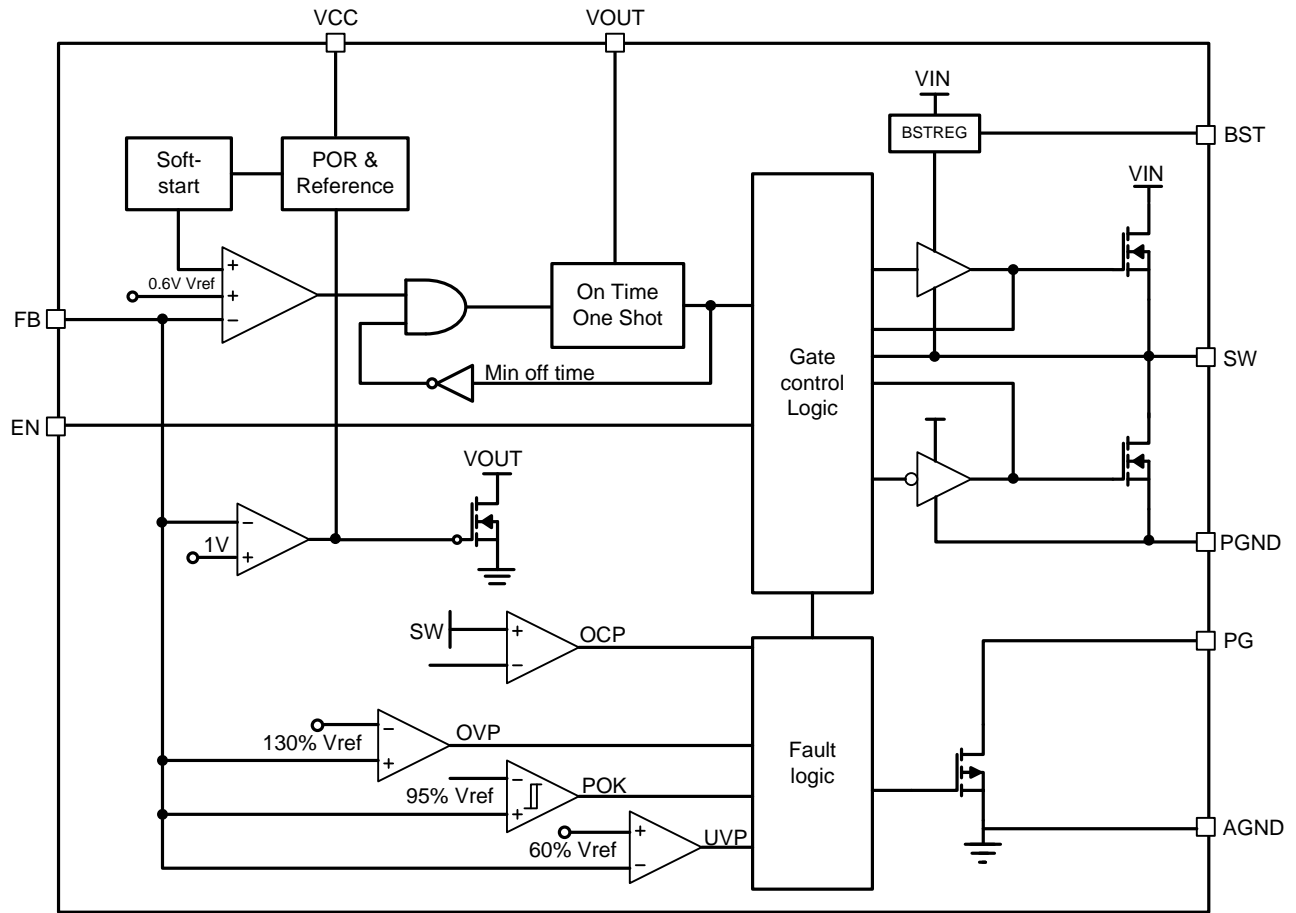 VCC
VOUT
VIN
BSTREG
BST
Soft-
start
POR &
Reference
VIN
+
0.6V Vref
+
−
FB
On Time
One Shot
Min off time
Gate
control
Logic
SW
EN
VOUT
−
1V
+
PGND
SW
+
−
OCP
PG
130% Vref
−
+
OVP
95% Vref
−
+
POK
Fault
logic
60% Vref
+
−
UVP
AGND